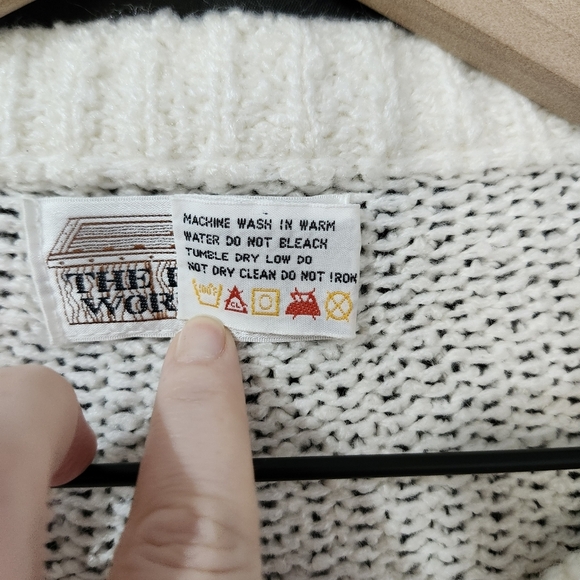 THE
WOR
MACHINE WASH IN WARM
WATER DO NOT BLEACH
TUMBLE DRY LOW DO
NOT DRY CLEAN DO NOT IRON
CL